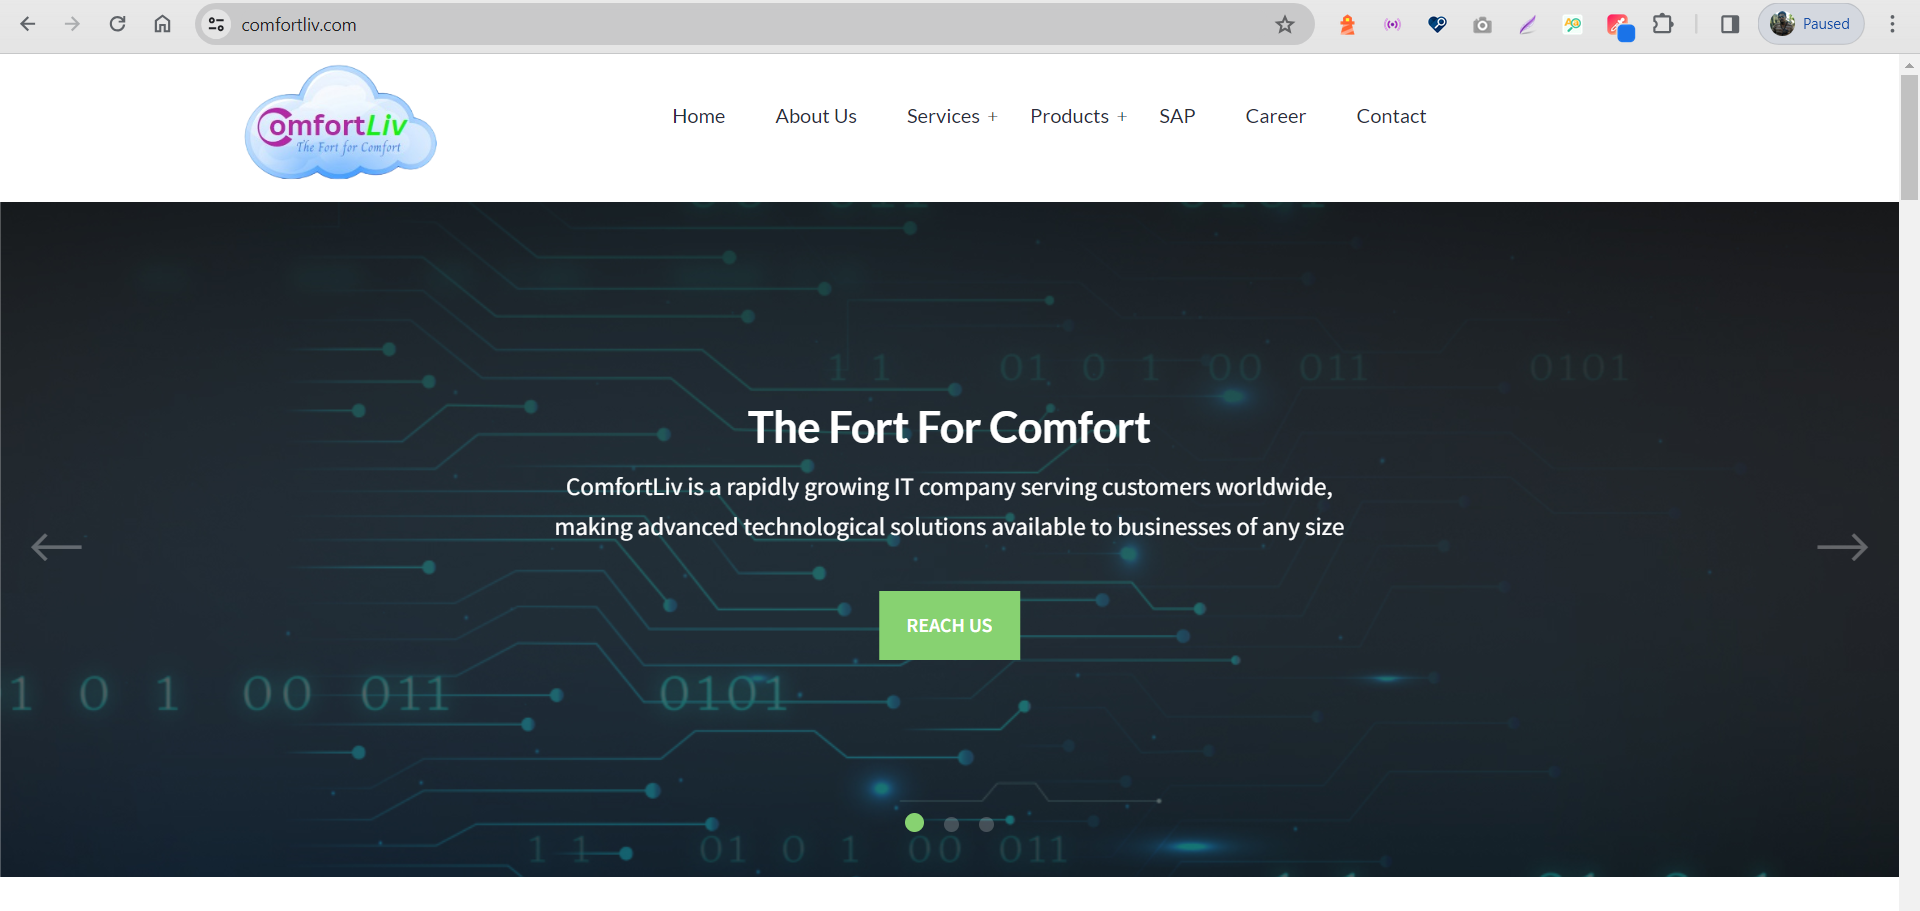 comfortliv.com
Paused
ComfortLiv
The Fort for Comfort
Home About Us Services + Products + SAP Career Contact
1 1 01 0 1 00 011 0101
The Fort For Comfort
ComfortLiv is a rapidly growing IT company serving customers worldwide,
making advanced technological solutions available to businesses of any size
REACH US
1 0 1 00 011 0101
1 1 01 0 1 00 011